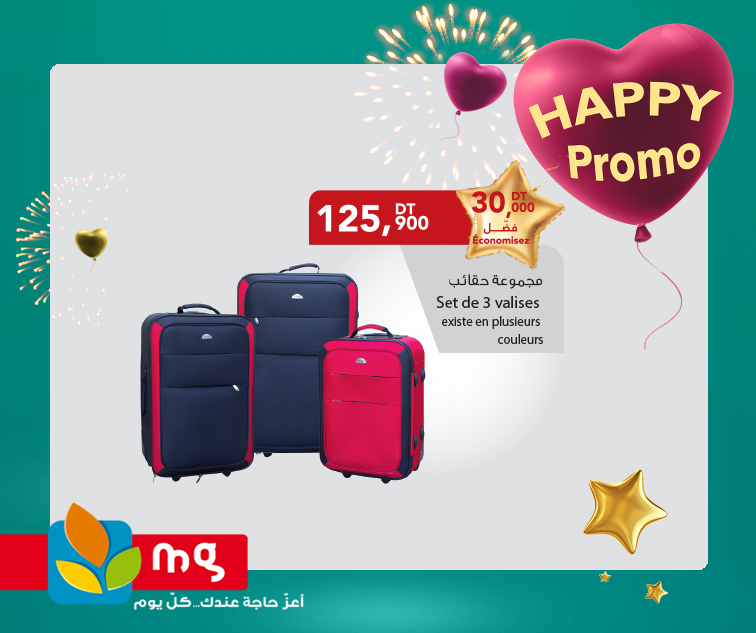 HAPPY
Promo
125,900 DT
30,000 DT
فضّل
Économisez
مجموعة حقائب
Set de 3 valises
existe en plusieurs
couleurs
mg
أعزّ حاجة عندك...كلّ يوم